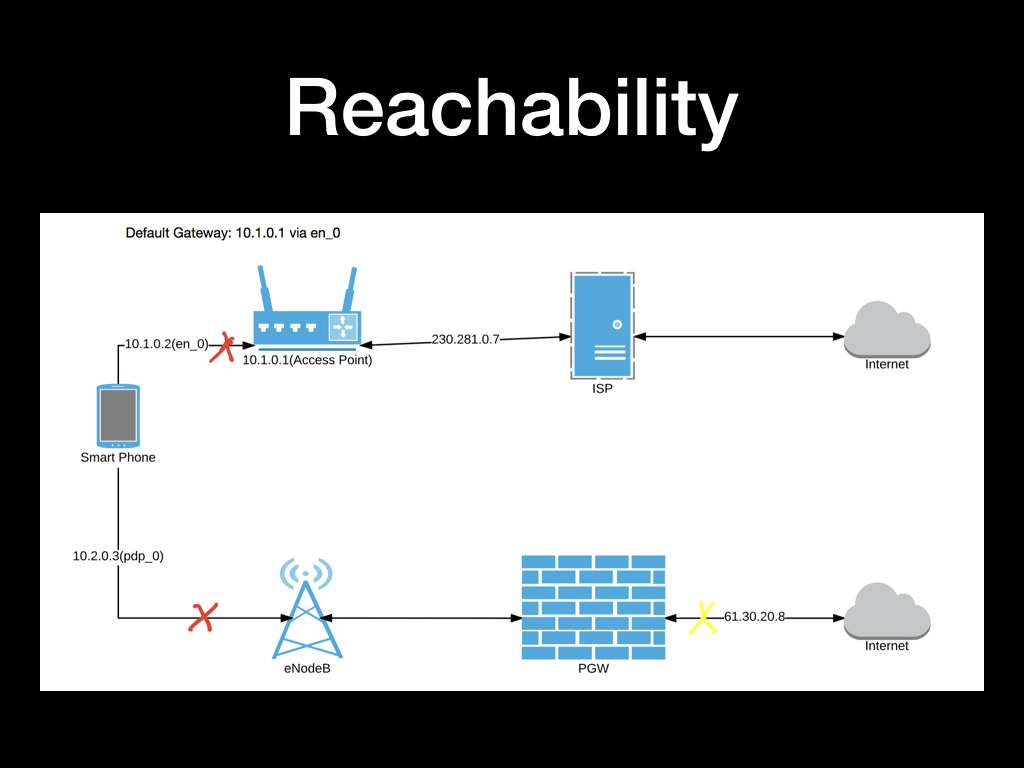 Reachability
Default Gateway: 10.1.0.1 via en_0
10.1.0.2(en_0)
10.1.0.1(Access Point)
230.281.0.7
ISP
Internet
Smart Phone
10.2.0.3(pdp_0)
eNodeB
PGW
61.30.20.8
Internet